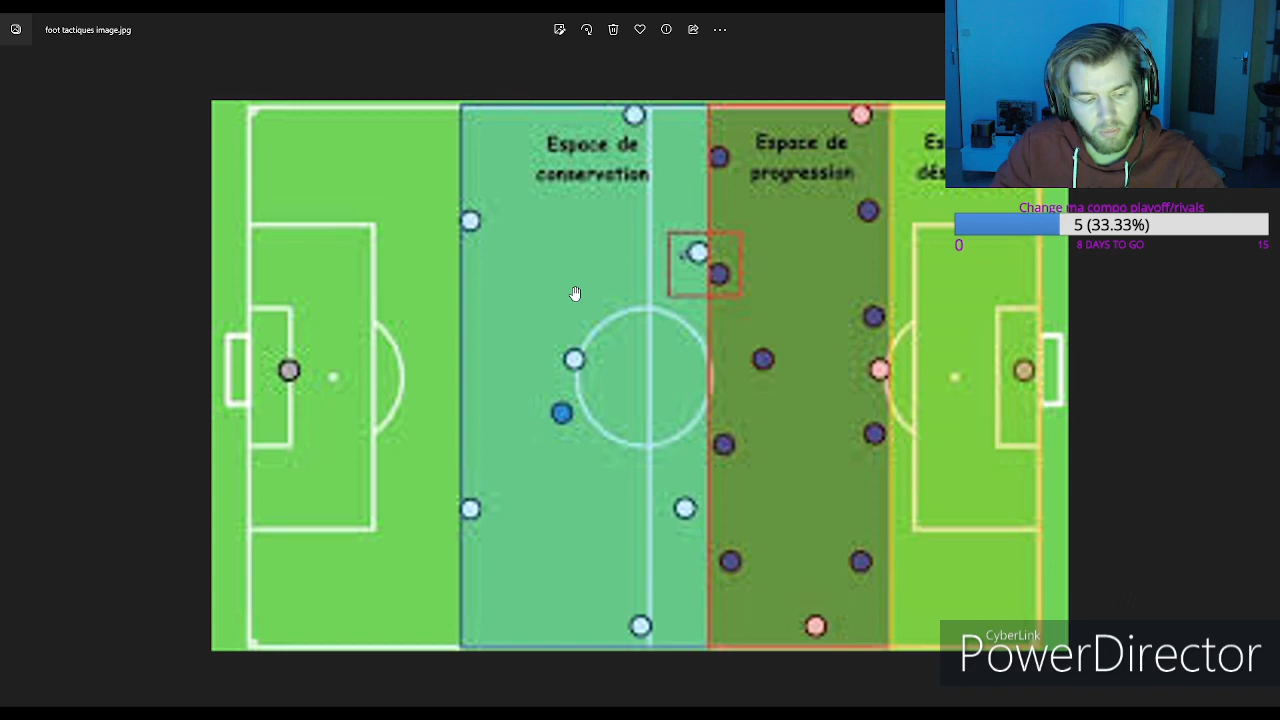 foot tactiques image.jpg
Espace de
conservation
Espace de
progression
Change ma compo playoff/rivals
5 (33.33%)
0
8 DAYS TO GO
15
CyberLink
PowerDirector